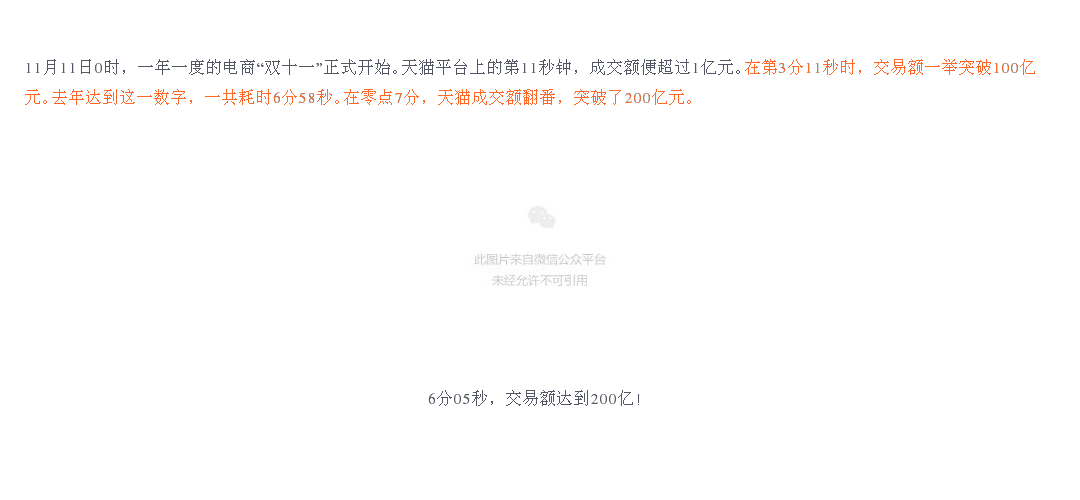 11月11日0时，一年一度的电商“双十一”正式开始。天猫平台上的第11秒钟，成交额便超过1亿元。在第3分11秒时，交易额一举突破100亿
元。去年达到这一数字，一共耗时6分58秒。在零点7分，天猫成交额翻番，突破了200亿元。
此图片来自微信公众平台
未经允许不可引用
6分05秒，交易额达到200亿！